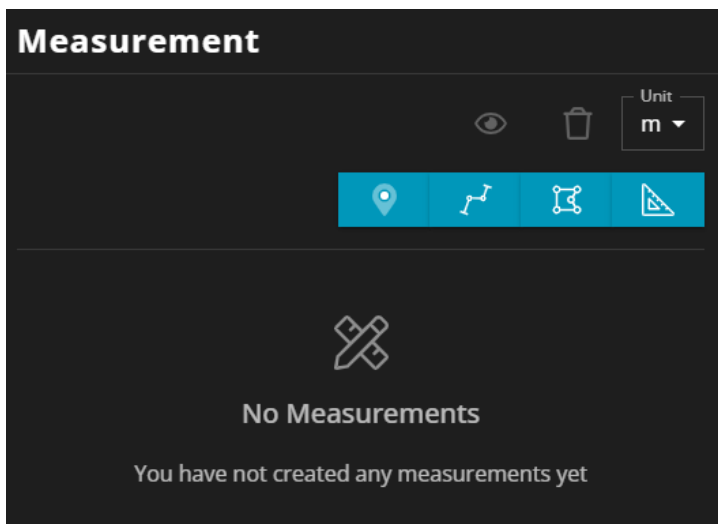 Measurement
Unit
m
No Measurements
You have not created any measurements yet